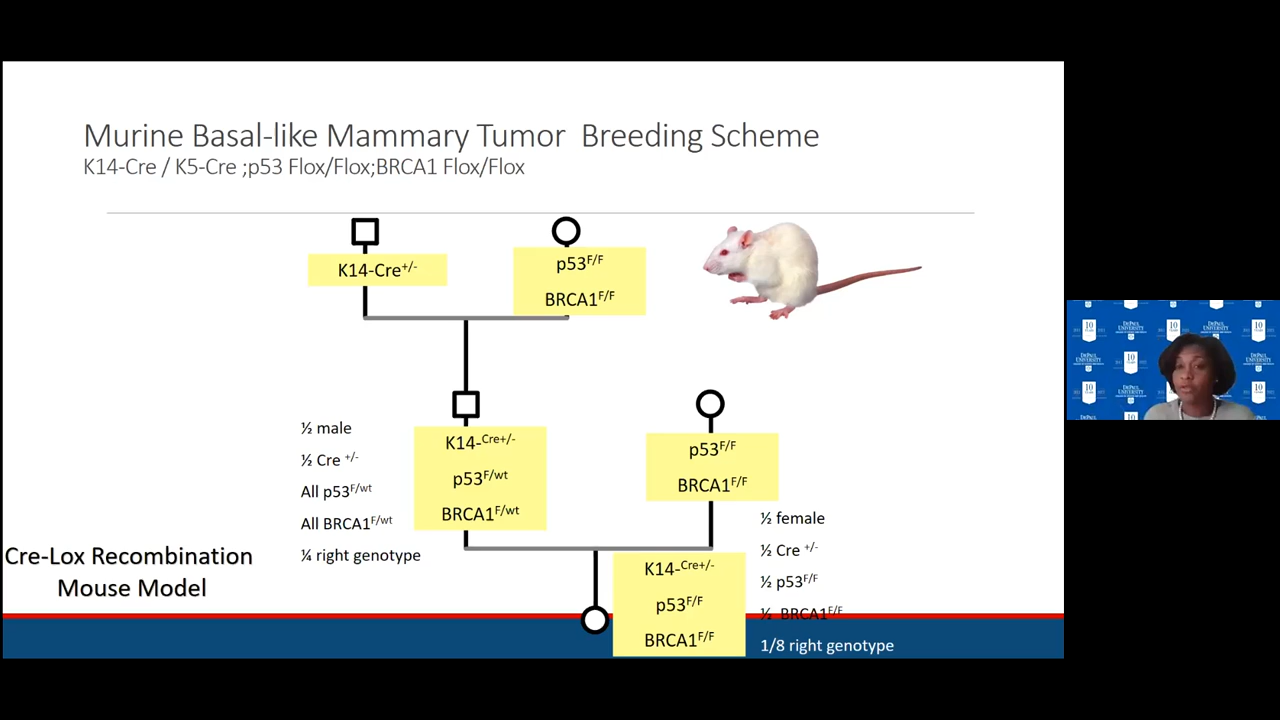 Murine Basal-like Mammary Tumor Breeding Scheme
K14-Cre / K5-Cre ;p53 Flox/Flox;BRCA1 Flox/Flox
K14-Cre+/-
p53F/F
BRCA1F/F
½ male
½ Cre +/-
All p53F/wt
All BRCA1F/wt
¼ right genotype
K14-Cre+/-
p53F/wt
BRCA1F/wt
p53F/F
BRCA1F/F
½ female
½ Cre +/-
½ p53F/F
½ BRCA1F/F
1/8 right genotype
Cre-Lox Recombination
Mouse Model
K14-Cre+/-
p53F/F
BRCA1F/F
DEPAUL
UNIVERSITY
10